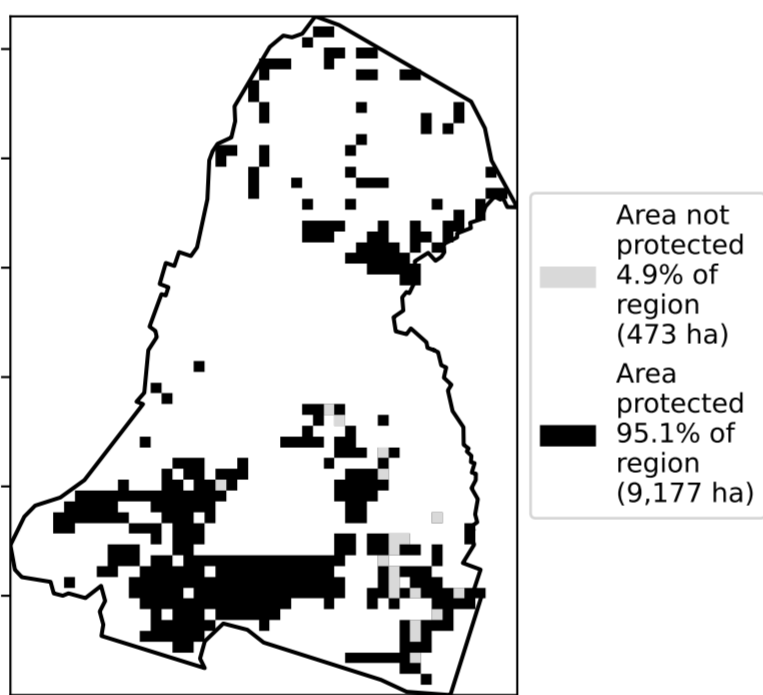 Area not
protected
4.9% of
region
(473 ha)
Area
protected
95.1% of
region
(9,177 ha)